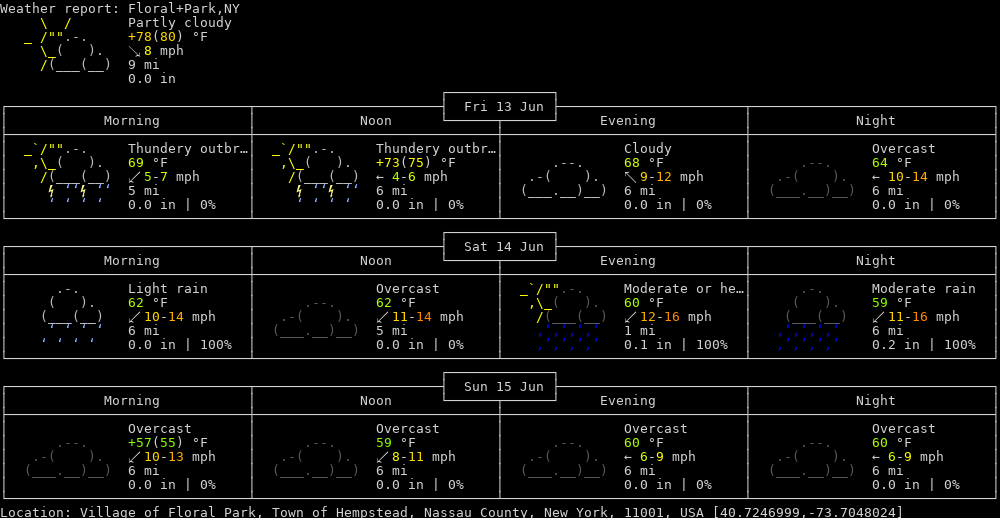 Weather report: Floral+Park,NY
Partly cloudy
+78(80) °F
↘ 8 mph
9 mi
0.0 in
Fri 13 Jun
Morning Noon Evening Night
Thundery outbr… Thundery outbr… Cloudy Overcast
69 °F +73(75) °F 68 °F 64 °F
↙ 5-7 mph ← 4-6 mph ↖ 9-12 mph ← 10-14 mph
5 mi 6 mi 6 mi 6 mi
0.0 in | 0% 0.0 in | 0% 0.0 in | 0% 0.0 in | 0%
Sat 14 Jun
Morning Noon Evening Night
Light rain Overcast Moderate or he… Moderate rain
62 °F 62 °F 60 °F 59 °F
↙ 10-14 mph ↙ 11-14 mph ↙ 12-16 mph ↙ 11-16 mph
6 mi 5 mi 1 mi 6 mi
0.0 in | 100% 0.0 in | 0% 0.1 in | 100% 0.2 in | 100%
Sun 15 Jun
Morning Noon Evening Night
Overcast Overcast Overcast Overcast
+57(55) °F 59 °F 60 °F 60 °F
↙ 10-13 mph ↙ 8-11 mph ← 6-9 mph ← 6-9 mph
6 mi 6 mi 6 mi 6 mi
0.0 in | 0% 0.0 in | 0% 0.0 in | 0% 0.0 in | 0%
Location: Village of Floral Park, Town of Hempstead, Nassau County, New York, 11001, USA [40.7246999,-73.7048024]